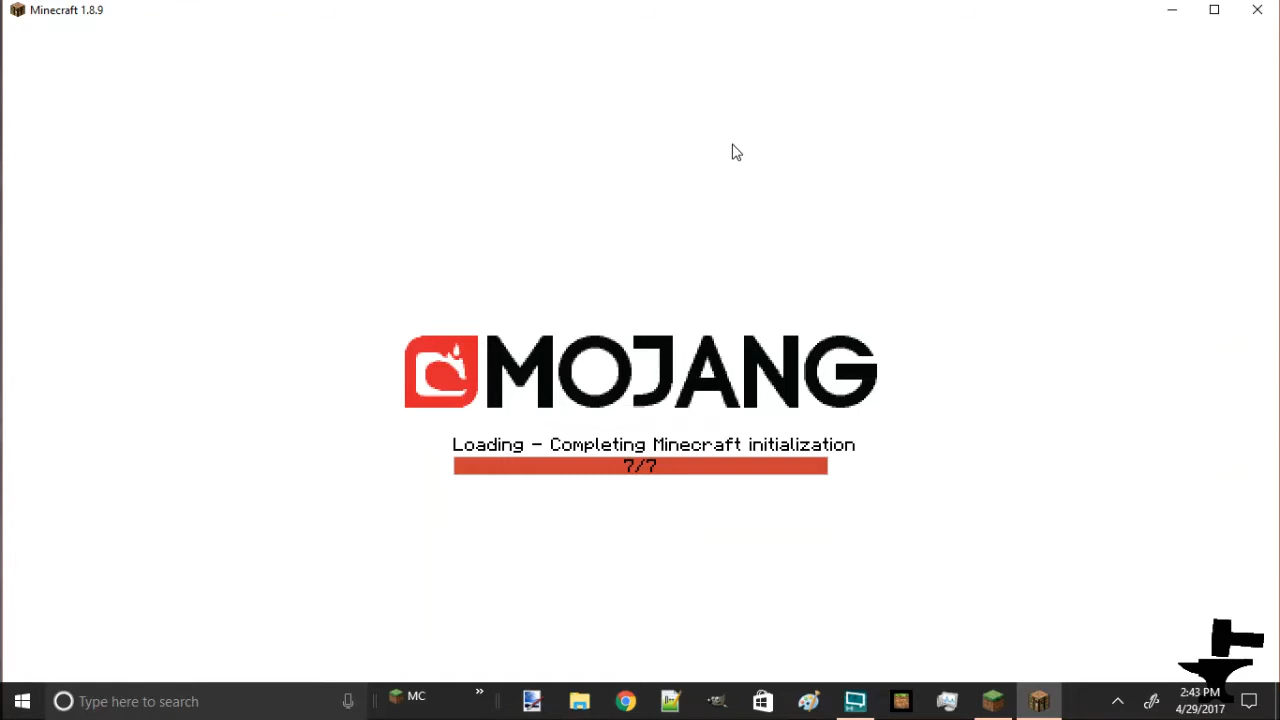 Minecraft 1.8.9
MOJANG
Loading - Completing Minecraft initialization
7/7
Type here to search
MC
2:43 PM
4/29/2017